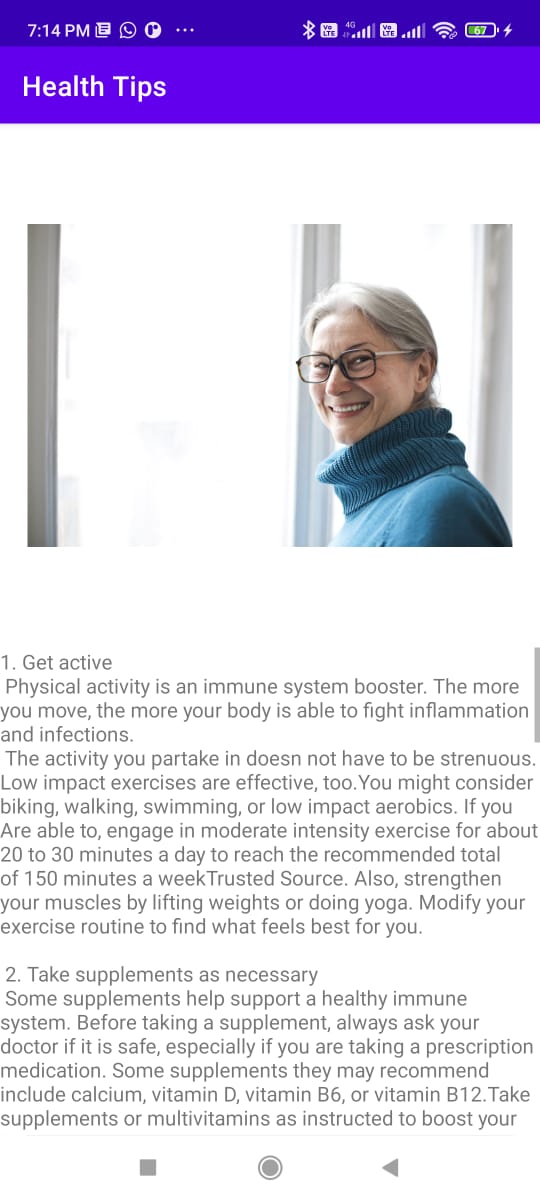 7:14 PM
Vo LTE
4G
Vo LTE
67
Health Tips
1. Get active
Physical activity is an immune system booster. The more
you move, the more your body is able to fight inflammation
and infections.
The activity you partake in doesn not have to be strenuous.
Low impact exercises are effective, too.You might consider
biking, walking, swimming, or low impact aerobics. If you
Are able to, engage in moderate intensity exercise for about
20 to 30 minutes a day to reach the recommended total
of 150 minutes a weekTrusted Source. Also, strengthen
your muscles by lifting weights or doing yoga. Modify your
exercise routine to find what feels best for you.
2. Take supplements as necessary
Some supplements help support a healthy immune
system. Before taking a supplement, always ask your
doctor if it is safe, especially if you are taking a prescription
medication. Some supplements they may recommend
include calcium, vitamin D, vitamin B6, or vitamin B12.Take
supplements or multivitamins as instructed to boost your